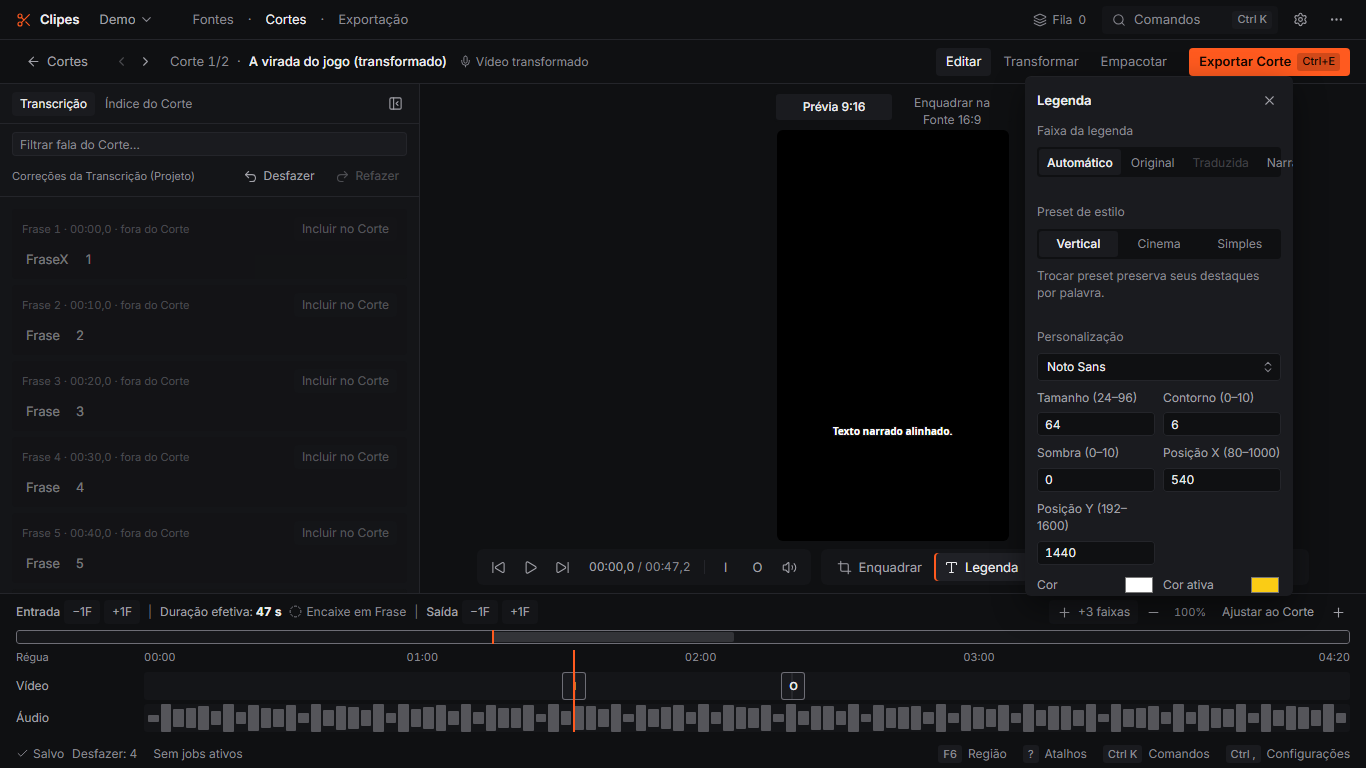 Clipes Demo Fontes · Cortes · Exportação Fila 0 Comandos Ctrl K
Cortes Corte 1/2 · A virada do jogo (transformado) Vídeo transformado Editar Transformar Empacotar Exportar Corte Ctrl+E
Transcrição Índice do Corte
Filtrar fala do Corte...
Correções da Transcrição (Projeto) Desfazer Refazer
Frase 1 · 00:00,0 · fora do Corte Incluir no Corte
FraseX 1
Frase 2 · 00:10,0 · fora do Corte Incluir no Corte
Frase 2
Frase 3 · 00:20,0 · fora do Corte Incluir no Corte
Frase 3
Frase 4 · 00:30,0 · fora do Corte Incluir no Corte
Frase 4
Frase 5 · 00:40,0 · fora do Corte Incluir no Corte
Frase 5
Prévia 9:16
Enquadrar na
Fonte 16:9
Texto narrado alinhado.
00:00,0 / 00:47,2 I O Enquadrar Legenda
Legenda
Faixa da legenda
Automático Original Traduzida Narra
Preset de estilo
Vertical Cinema Simples
Trocar preset preserva seus destaques
por palavra.
Personalização
Noto Sans
Tamanho (24–96) Contorno (0–10)
64 6
Sombra (0–10) Posição X (80–1000)
0 540
Posição Y (192–
1600)
1440
Cor Cor ativa
Entrada −1F +1F Duração efetiva: 47 s Encaixe em Frase Saída −1F +1F +3 faixas 100% Ajustar ao Corte
Régua 00:00 01:00 02:00 03:00 04:20
Vídeo I O
Áudio
Salvo Desfazer: 4 Sem jobs ativos F6 Região ? Atalhos Ctrl K Comandos Ctrl , Configurações